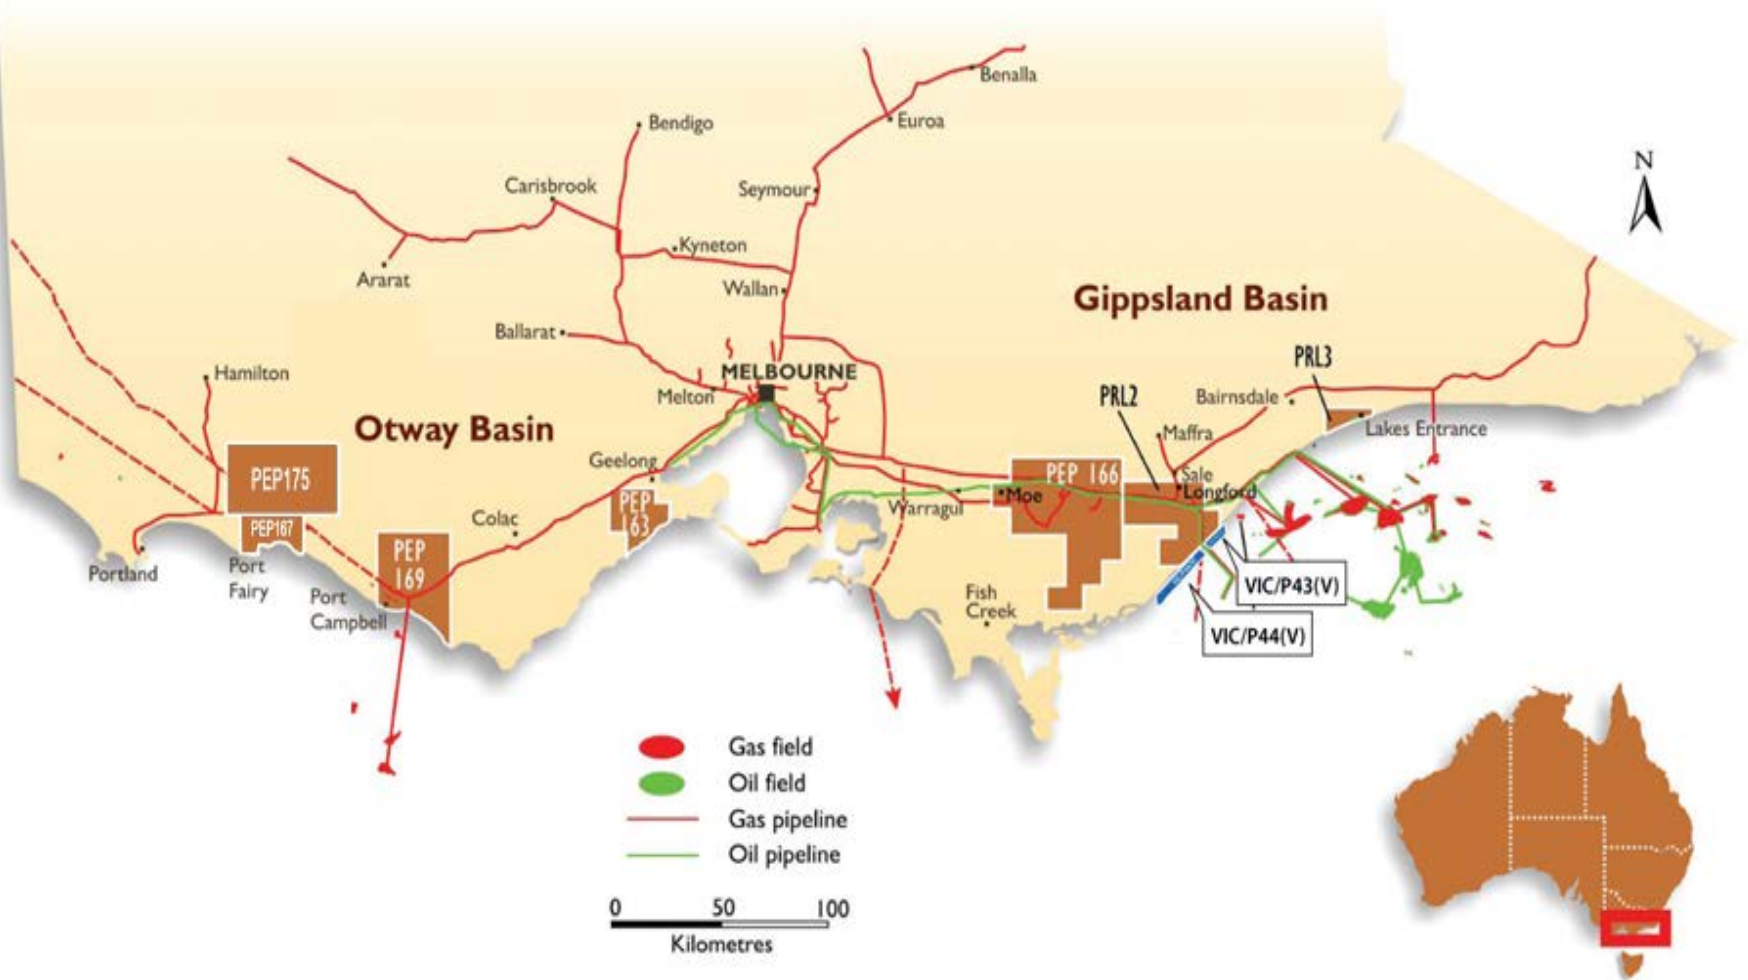 Benalla
Bendigo
Euroa
N
Carisbrook
Seymour
Kyneton
Ararat
Wallan
Gippsland Basin
Ballarat
PRL3
Hamilton
MELBOURNE
Melton
PRL2
Bairnsdale
Otway Basin
Lakes Entrance
Maffra
Geelong
PEP175
PEP 166
Sale
Moe
Longford
PEP
163
Warragul
Colac
PEP167
PEP
169
Portland
Port
Fairy
Port
Campbell
Fish
Creek
VIC/P43(V)
VIC/P44(V)
Gas field
Oil field
Gas pipeline
Oil pipeline
0 50 100
Kilometres